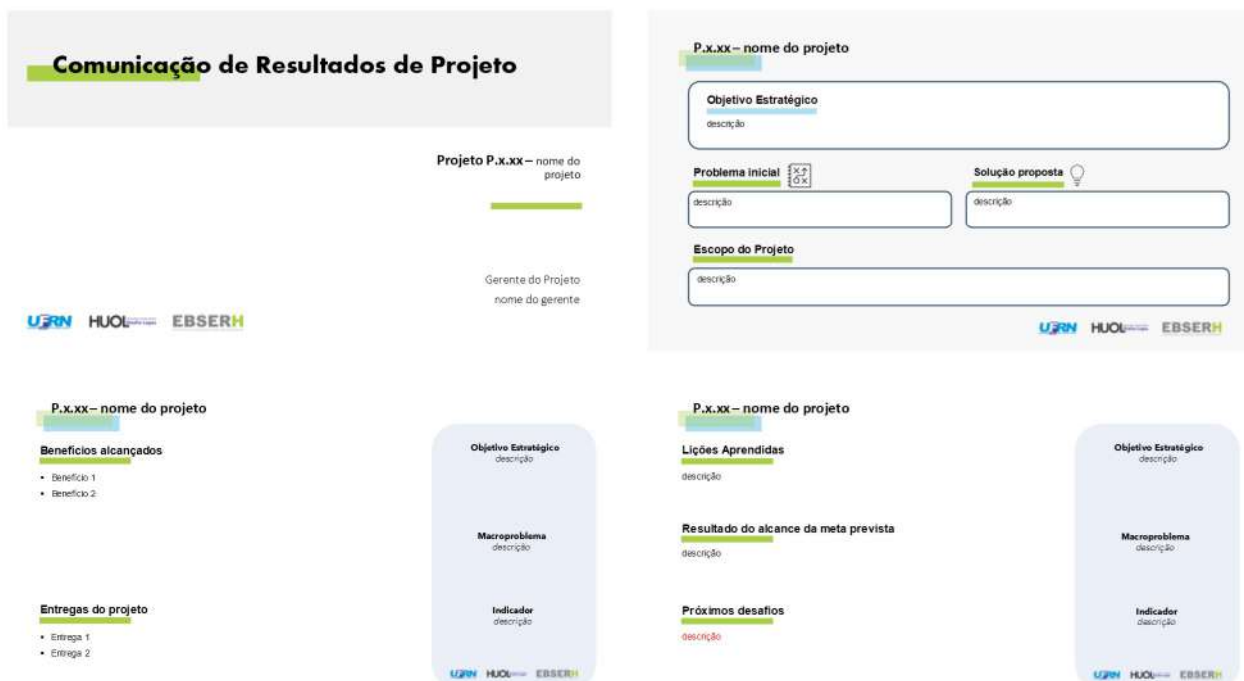 Comunicação de Resultados de Projeto
Projeto P.x.xx – nome do
projeto
Gerente do Projeto
nome do gerente
UFRN HUOL EBSERH
P.x.xx – nome do projeto
Objetivo Estratégico
descrição
Problema inicial
descrição
Solução proposta
descrição
Escopo do Projeto
descrição
UFRN HUOL EBSERH
P.x.xx – nome do projeto
Benefícios alcançados
• Benefício 1
• Benefício 2
Entregas do projeto
• Entrega 1
• Entrega 2
Objetivo Estratégico
descrição
Macroproblema
descrição
Indicador
descrição
UFRN HUOL EBSERH
P.x.xx – nome do projeto
Lições Aprendidas
descrição
Resultado do alcance da meta prevista
descrição
Próximos desafios
descrição
Objetivo Estratégico
descrição
Macroproblema
descrição
Indicador
descrição
UFRN HUOL EBSERH